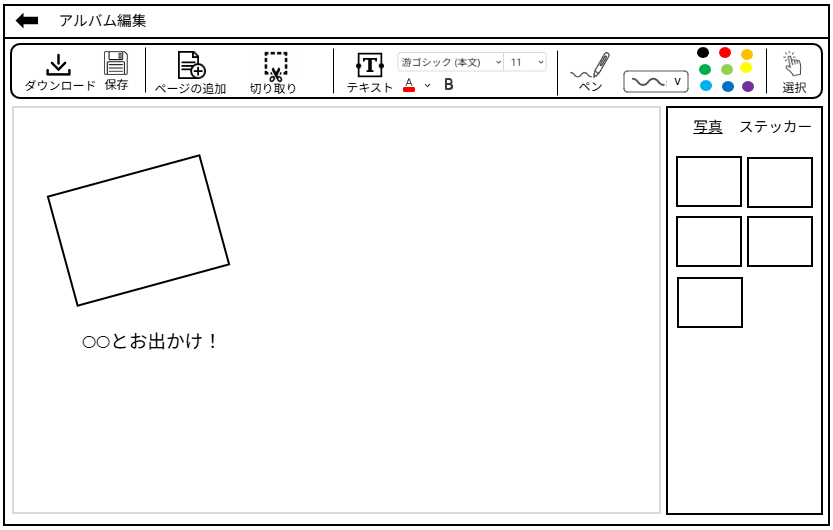 アルバム編集
ダウンロード 保存 ページの追加 切り取り テキスト 游ゴシック (本文) 11 A B T ペン v 選択
写真 ステッカー
○○とお出かけ！